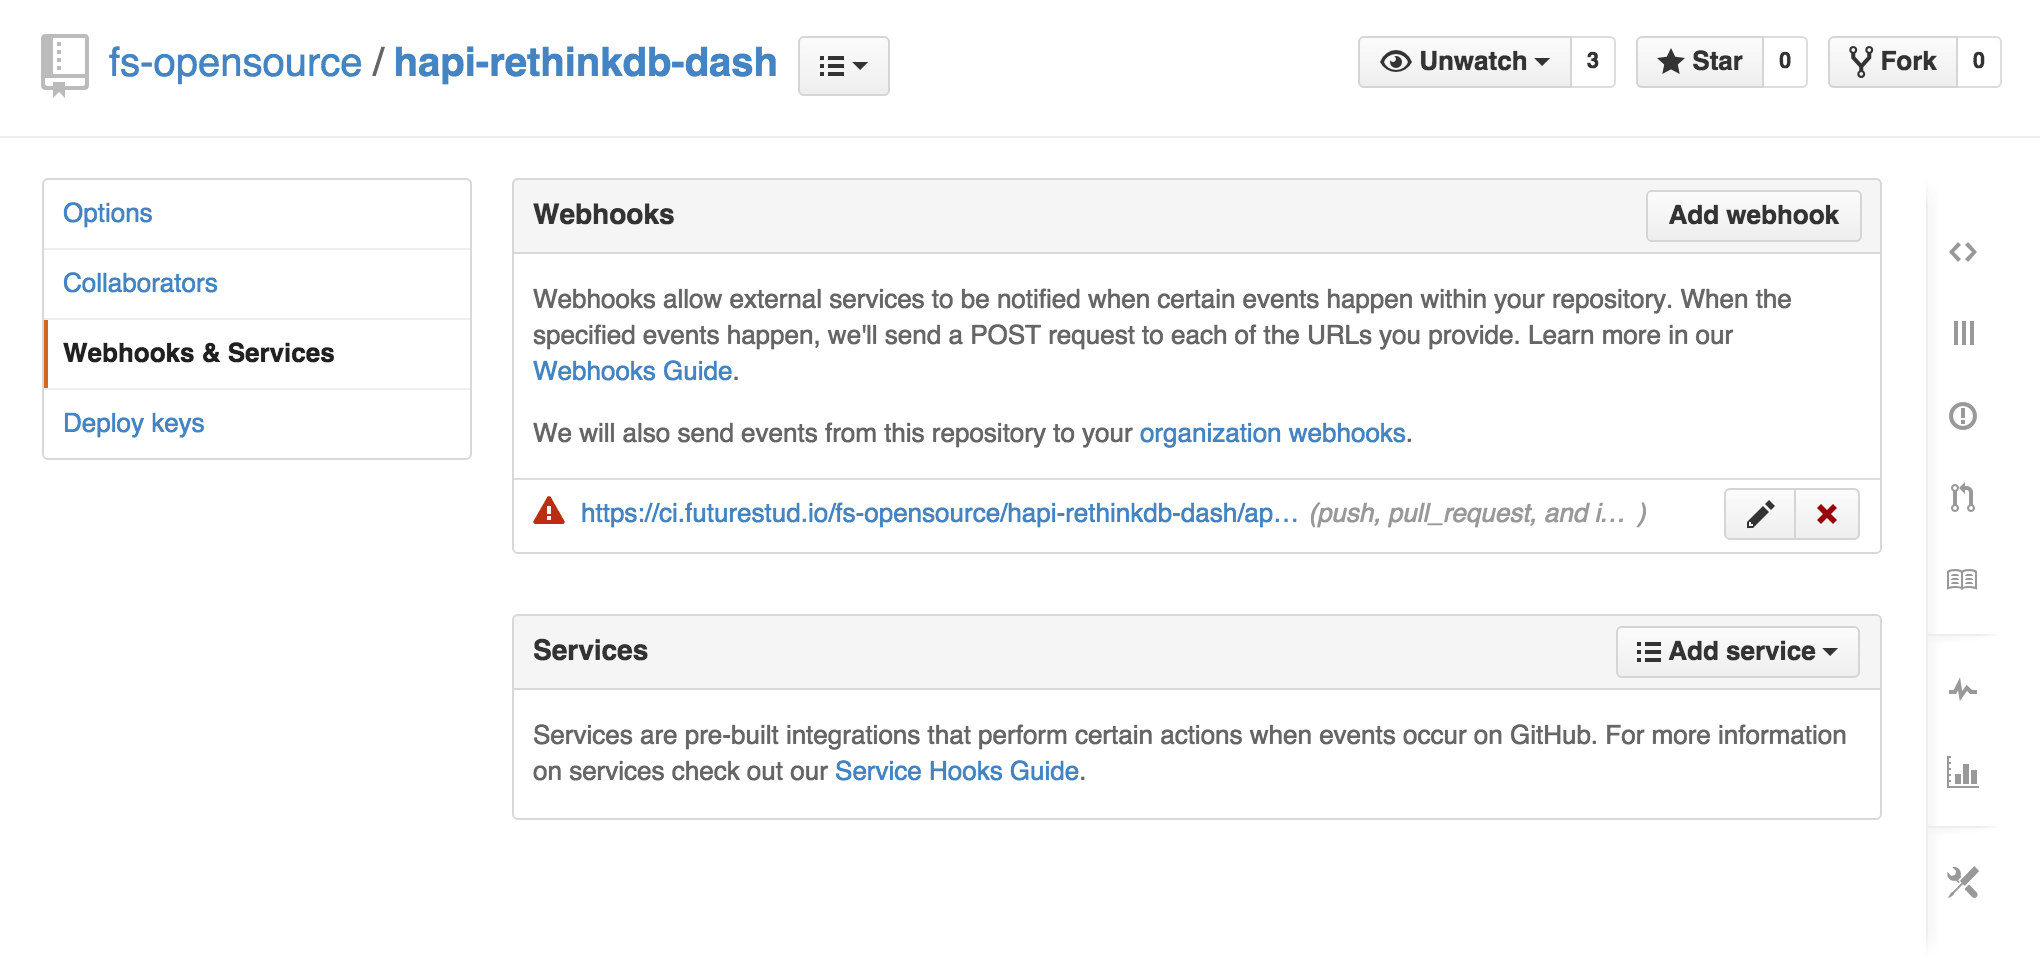 fs-opensource / hapi-rethinkdb-dash
Unwatch 3
Star 0
Fork 0
Options
Collaborators
Webhooks & Services
Deploy keys
Webhooks
Add webhook
Webhooks allow external services to be notified when certain events happen within your repository. When the
specified events happen, we'll send a POST request to each of the URLs you provide. Learn more in our
Webhooks Guide.
We will also send events from this repository to your organization webhooks.
https://ci.futurestud.io/fs-opensource/hapi-rethinkdb-dash/ap… (push, pull_request, and i… )
Services
Add service
Services are pre-built integrations that perform certain actions when events occur on GitHub. For more information
on services check out our Service Hooks Guide.